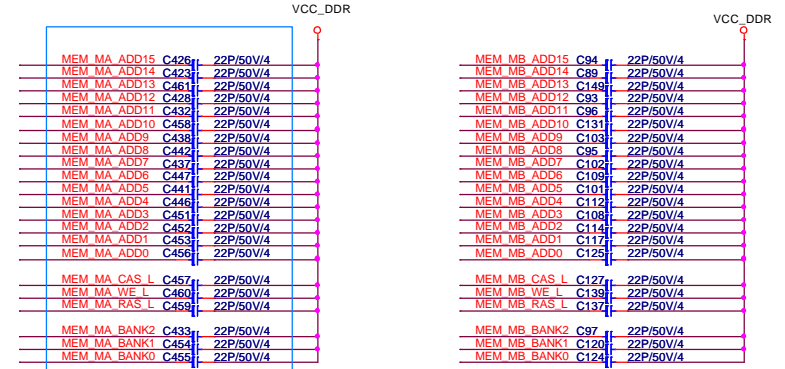 VCC_DDR
MEM_MA_ADD15 C426 22P/50V/4
MEM_MA_ADD14 C423 22P/50V/4
MEM_MA_ADD13 C461 22P/50V/4
MEM_MA_ADD12 C428 22P/50V/4
MEM_MA_ADD11 C432 22P/50V/4
MEM_MA_ADD10 C458 22P/50V/4
MEM_MA_ADD9 C438 22P/50V/4
MEM_MA_ADD8 C442 22P/50V/4
MEM_MA_ADD7 C437 22P/50V/4
MEM_MA_ADD6 C447 22P/50V/4
MEM_MA_ADD5 C441 22P/50V/4
MEM_MA_ADD4 C446 22P/50V/4
MEM_MA_ADD3 C451 22P/50V/4
MEM_MA_ADD2 C452 22P/50V/4
MEM_MA_ADD1 C453 22P/50V/4
MEM_MA_ADD0 C456 22P/50V/4
MEM_MA_CAS_L C457 22P/50V/4
MEM_MA_WE_L C460 22P/50V/4
MEM_MA_RAS_L C459 22P/50V/4
MEM_MA_BANK2 C433 22P/50V/4
MEM_MA_BANK1 C454 22P/50V/4
MEM_MA_BANK0 C455 22P/50V/4
VCC_DDR
MEM_MB_ADD15 C94 22P/50V/4
MEM_MB_ADD14 C89 22P/50V/4
MEM_MB_ADD13 C149 22P/50V/4
MEM_MB_ADD12 C93 22P/50V/4
MEM_MB_ADD11 C96 22P/50V/4
MEM_MB_ADD10 C131 22P/50V/4
MEM_MB_ADD9 C103 22P/50V/4
MEM_MB_ADD8 C95 22P/50V/4
MEM_MB_ADD7 C102 22P/50V/4
MEM_MB_ADD6 C109 22P/50V/4
MEM_MB_ADD5 C101 22P/50V/4
MEM_MB_ADD4 C112 22P/50V/4
MEM_MB_ADD3 C108 22P/50V/4
MEM_MB_ADD2 C114 22P/50V/4
MEM_MB_ADD1 C117 22P/50V/4
MEM_MB_ADD0 C125 22P/50V/4
MEM_MB_CAS_L C127 22P/50V/4
MEM_MB_WE_L C139 22P/50V/4
MEM_MB_RAS_L C137 22P/50V/4
MEM_MB_BANK2 C97 22P/50V/4
MEM_MB_BANK1 C120 22P/50V/4
MEM_MB_BANK0 C124 22P/50V/4